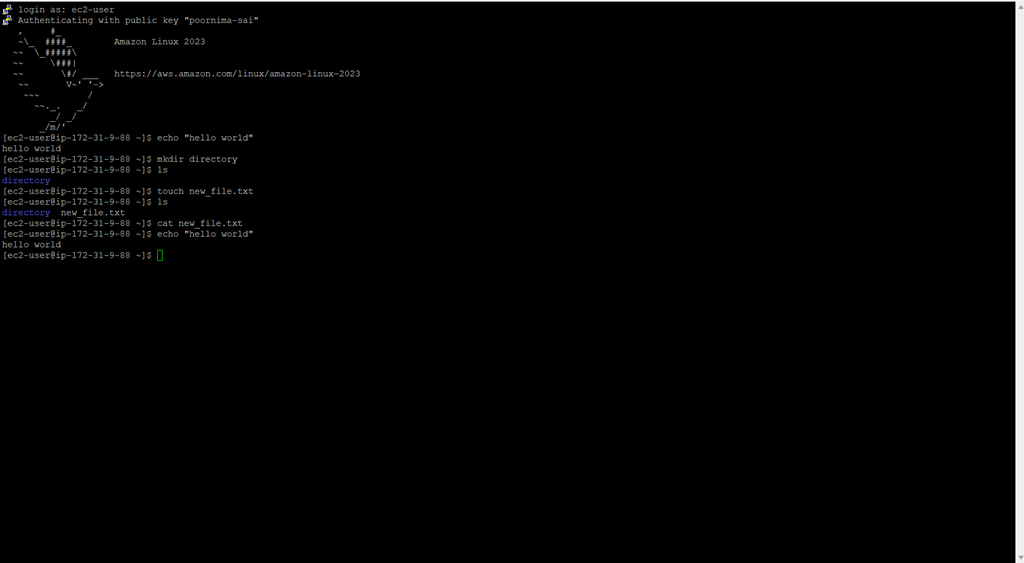 login as: ec2-user
Authenticating with public key "poornima-sai"
   ,     #_
   ~\_  ####_        Amazon Linux 2023
  ~~  \_#####\
  ~~     \###|
  ~~       \#/ ___   https://aws.amazon.com/linux/amazon-linux-2023
   ~~       V~' '->
    ~~~         /
      ~~._.   _/
         _/ _/
       _/m/'
[ec2-user@ip-172-31-9-88 ~]$ echo "hello world"
hello world
[ec2-user@ip-172-31-9-88 ~]$ mkdir directory
[ec2-user@ip-172-31-9-88 ~]$ ls
directory
[ec2-user@ip-172-31-9-88 ~]$ touch new_file.txt
[ec2-user@ip-172-31-9-88 ~]$ ls
directory  new_file.txt
[ec2-user@ip-172-31-9-88 ~]$ cat new_file.txt
[ec2-user@ip-172-31-9-88 ~]$ echo "hello world"
hello world
[ec2-user@ip-172-31-9-88 ~]$